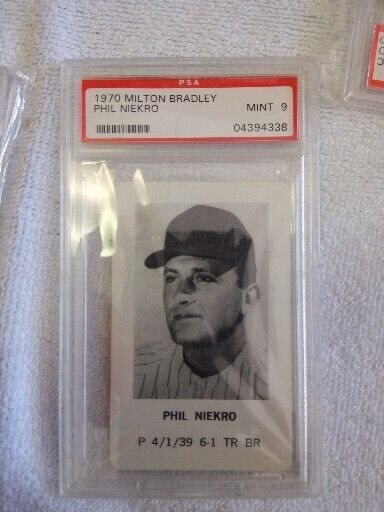 PSA
1970 MILTON BRADLEY
PHIL NIEKRO
MINT 9
04394338
PHIL NIEKRO
P 4/1/39 6-1 TR BR